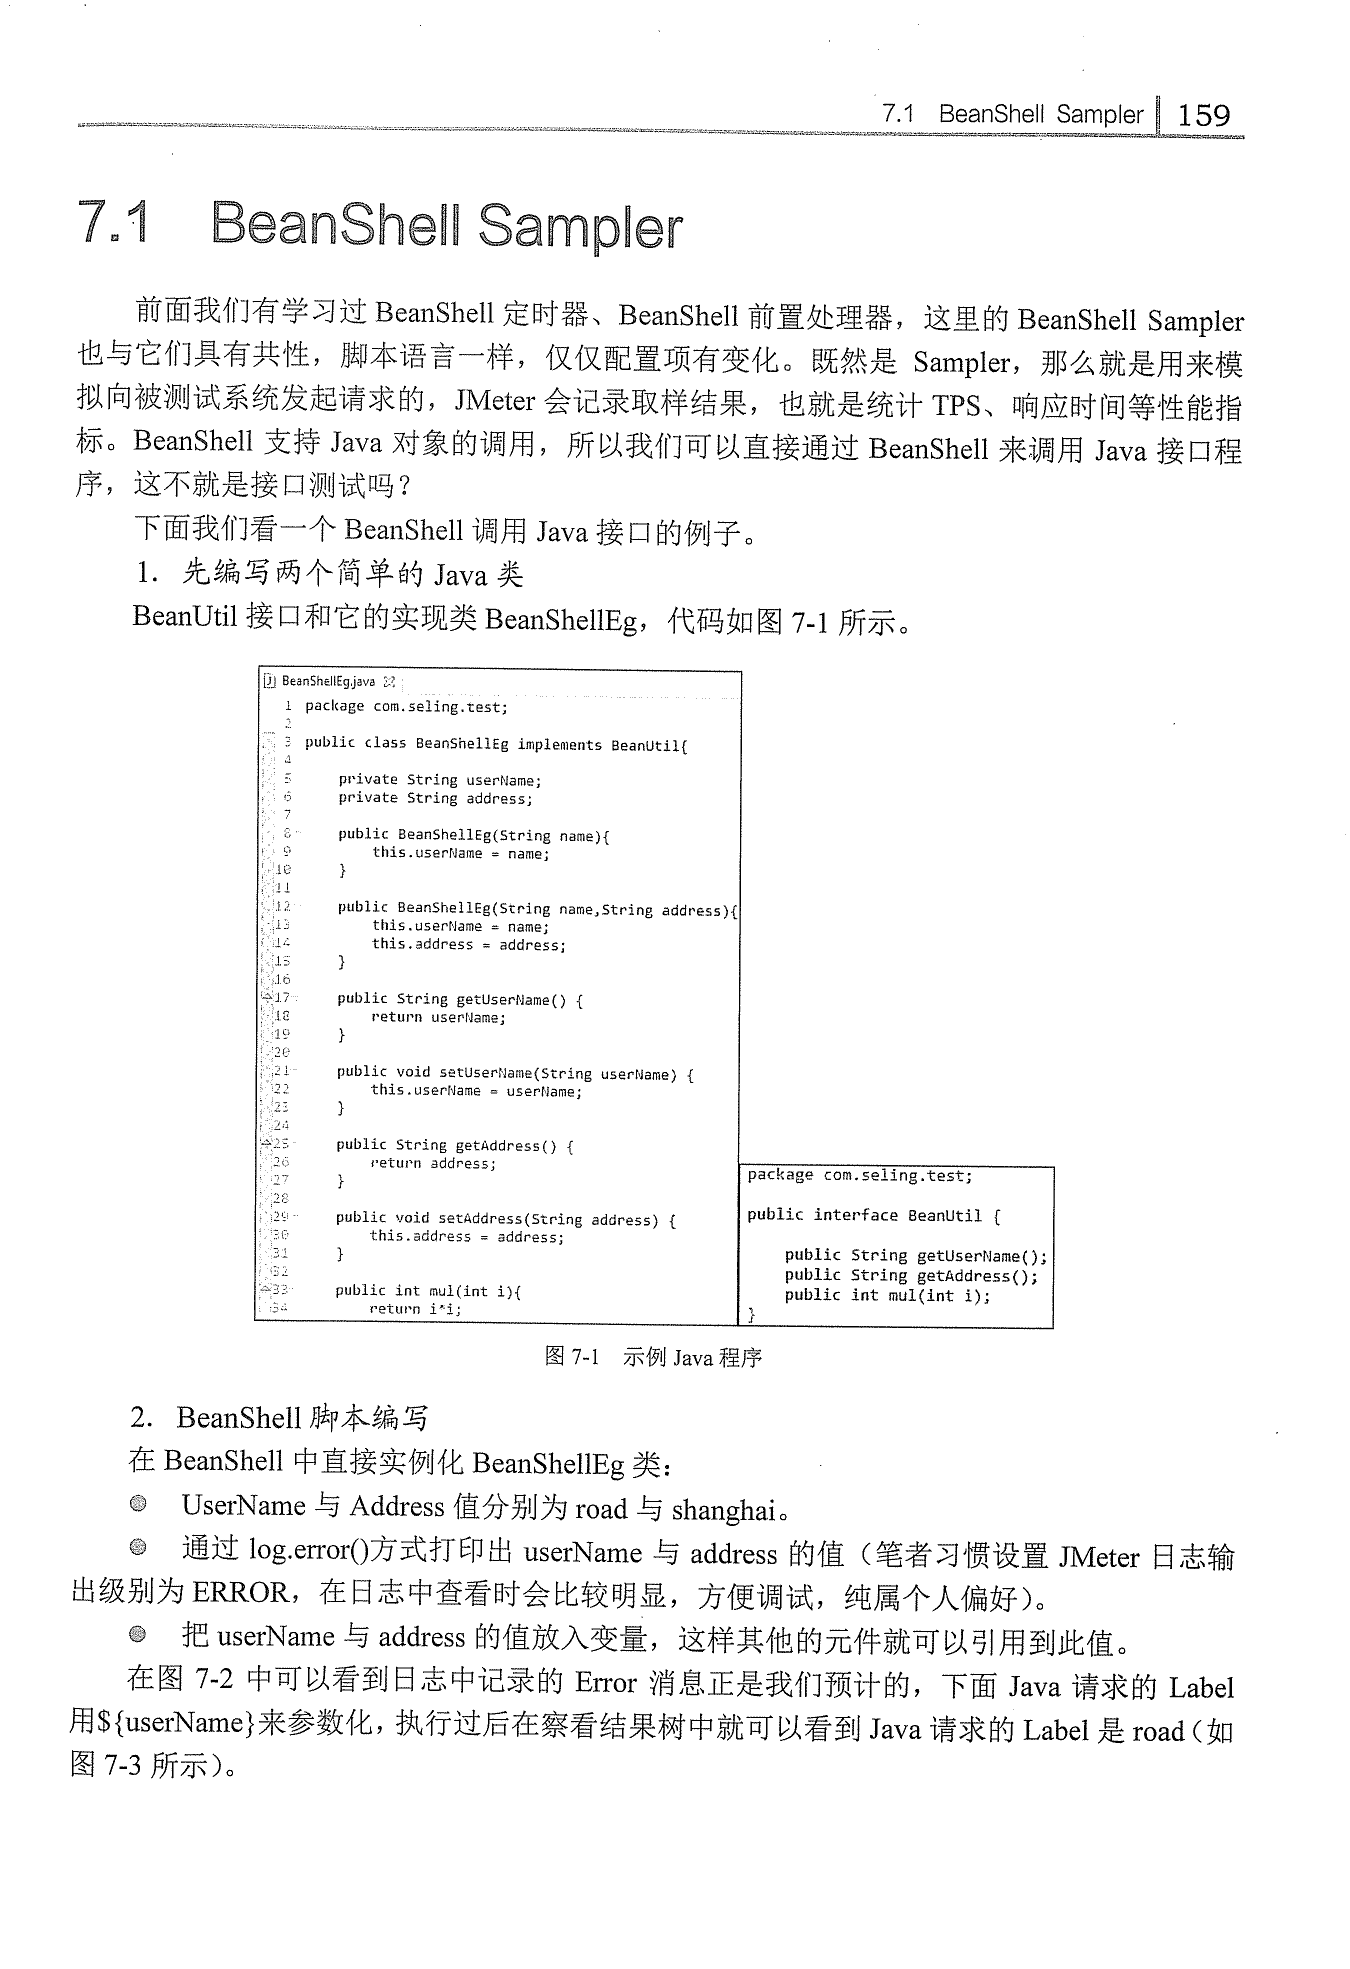 7.1 BeanShell Sampler 159
7.1 BeanShell Sampler
前面我们有学习过 BeanShell 定时器、BeanShell 前置处理器，这里的 BeanShell Sampler
也与它们具有共性，脚本语言一样，仅仅配置项有变化。既然是 Sampler，那么就是用来模
拟向被测试系统发起请求的，JMeter 会记录取样结果，也就是统计 TPS、响应时间等性能指
标。BeanShell 支持 Java 对象的调用，所以我们可以直接通过 BeanShell 来调用 Java 接口程
序，这不就是接口测试吗？
下面我们看一个 BeanShell 调用 Java 接口的例子。
1. 先编写两个简单的 Java 类
BeanUtil 接口和它的实现类 BeanShellEg，代码如图 7-1 所示。
BeanShellEg.java
1 package com.seling.test;
2
3 public class BeanShellEg implements BeanUtil{
4
5 private String userName;
6 private String address;
7
8 public BeanShellEg(String name){
9 this.userName = name;
10 }
11
12 public BeanShellEg(String name,String address){
13 this.userName = name;
14 this.address = address;
15 }
16
17 public String getUserName() {
18 return userName;
19 }
20
21 public void setUserName(String userName) {
22 this.userName = userName;
23 }
24
25 public String getAddress() {
26 return address;
27 }
28
29 public void setAddress(String address) {
30 this.address = address;
31 }
32
33 public int mul(int i){
34 return i*i;
package com.seling.test;
public interface BeanUtil {
public String getUserName();
public String getAddress();
public int mul(int i);
}
图 7-1 示例 Java 程序
2. BeanShell 脚本编写
在 BeanShell 中直接实例化 BeanShellEg 类：
UserName 与 Address 值分别为 road 与 shanghai。
通过 log.error()方式打印出 userName 与 address 的值（笔者习惯设置 JMeter 日志输
出级别为 ERROR，在日志中查看时会比较明显，方便调试，纯属个人偏好）。
把 userName 与 address 的值放入变量，这样其他的元件就可以引用到此值。
在图 7-2 中可以看到日志中记录的 Error 消息正是我们预计的，下面 Java 请求的 Label
用${userName}来参数化，执行过后在察看结果树中就可以看到 Java 请求的 Label 是 road（如
图 7-3 所示）。